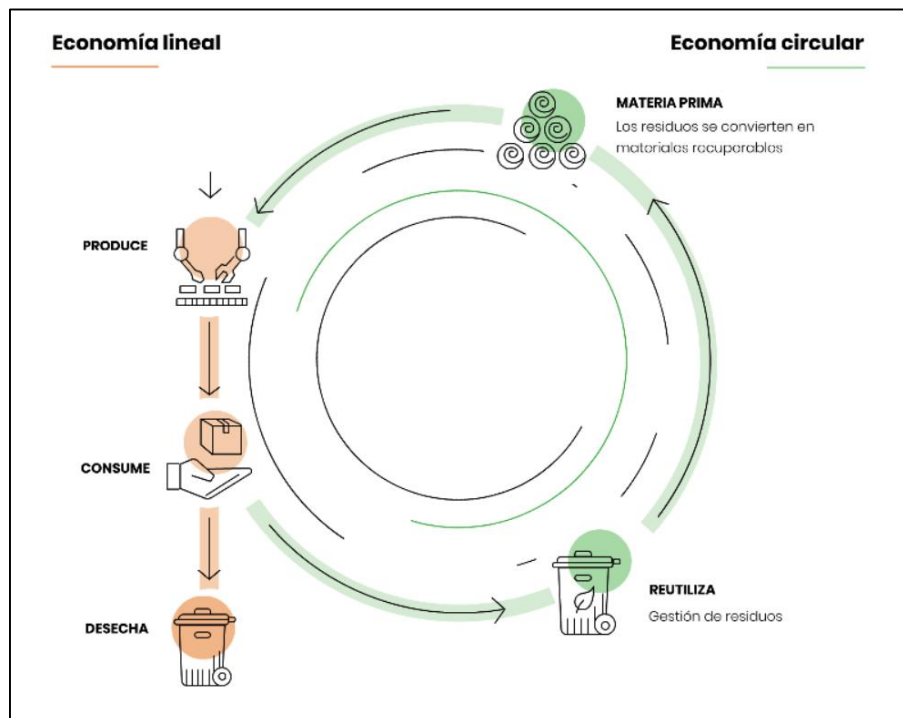 Economía lineal
Economía circular
MATERIA PRIMA
Los residuos se convierten en
materiales recuperables
PRODUCE
CONSUME
REUTILIZA
Gestión de residuos
DESECHA